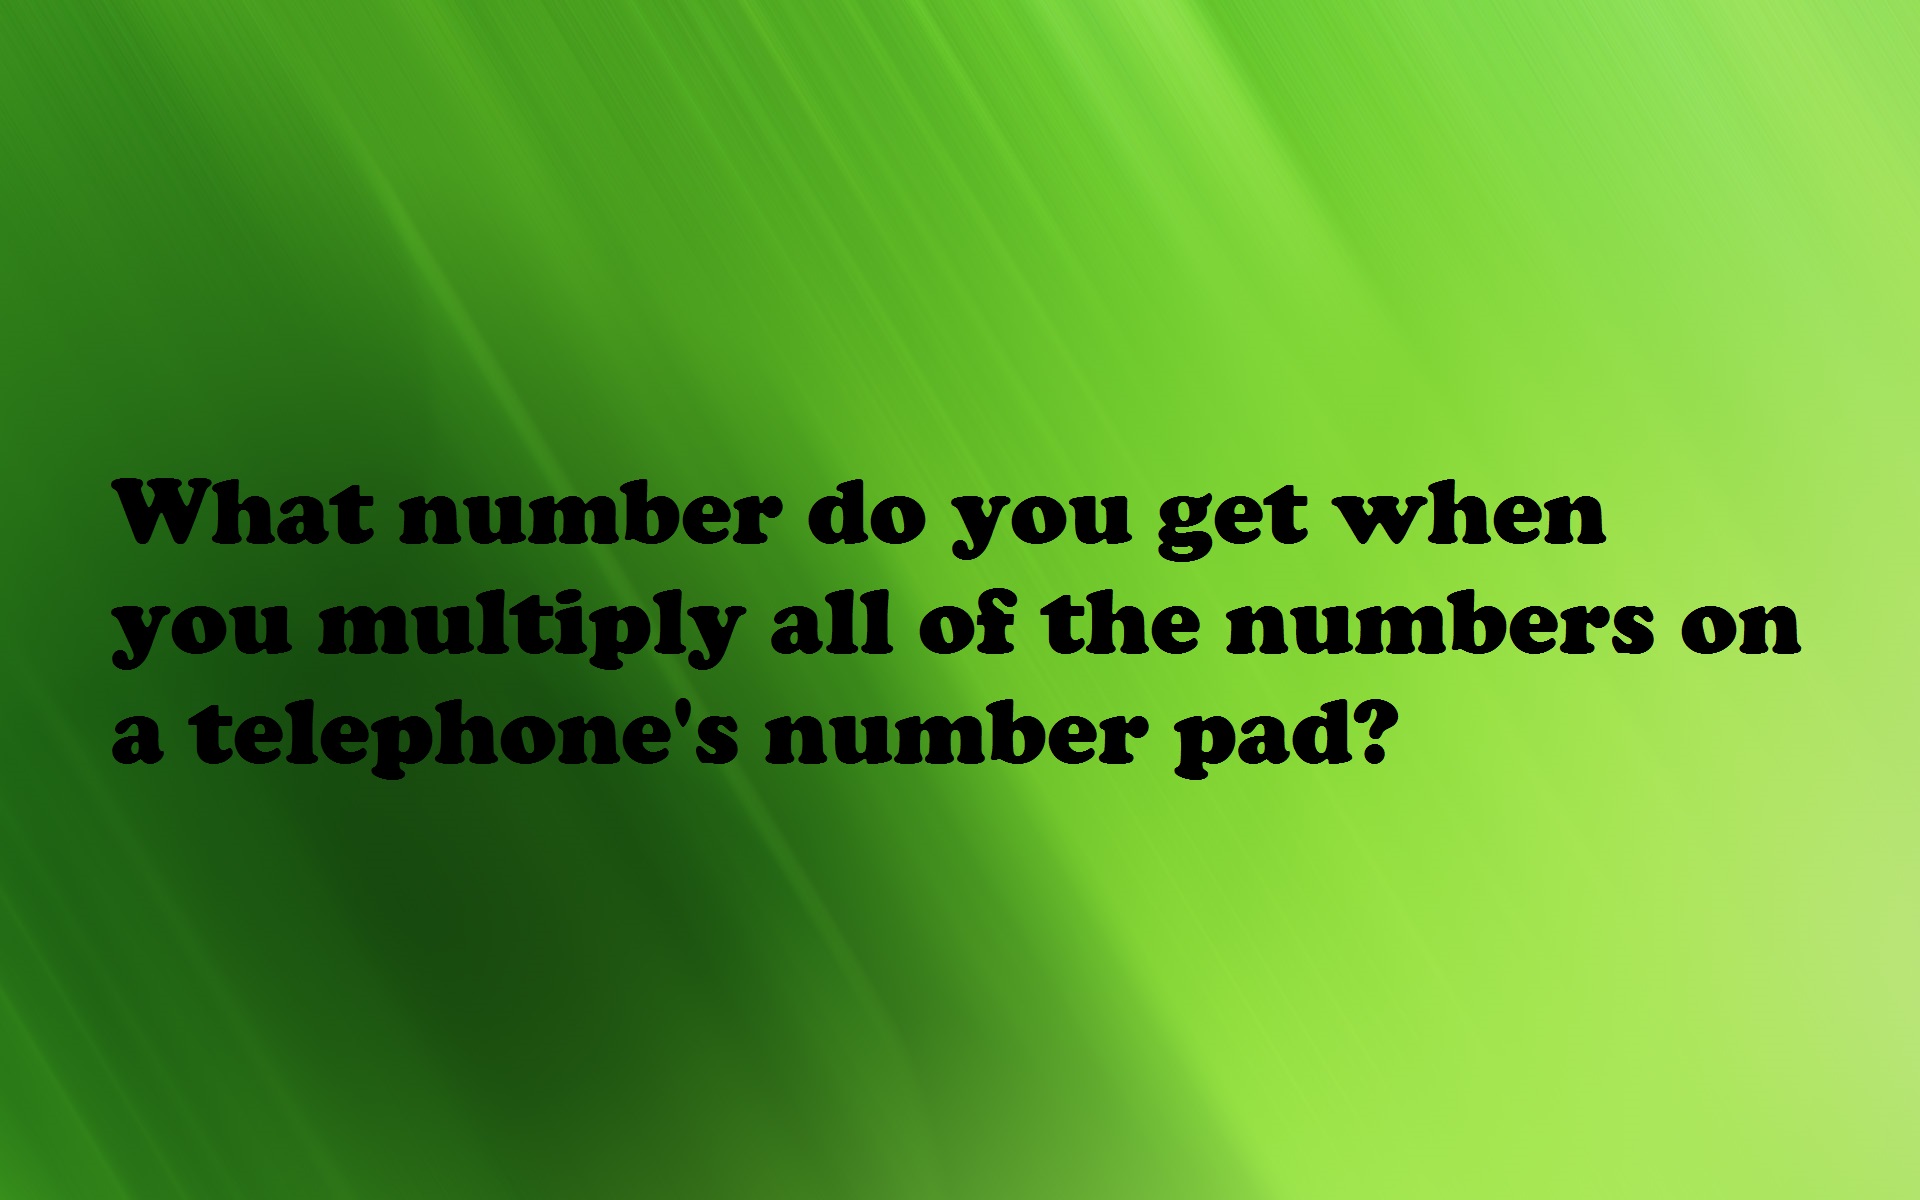 What number do you get when
you multiply all of the numbers on
a telephone's number pad?